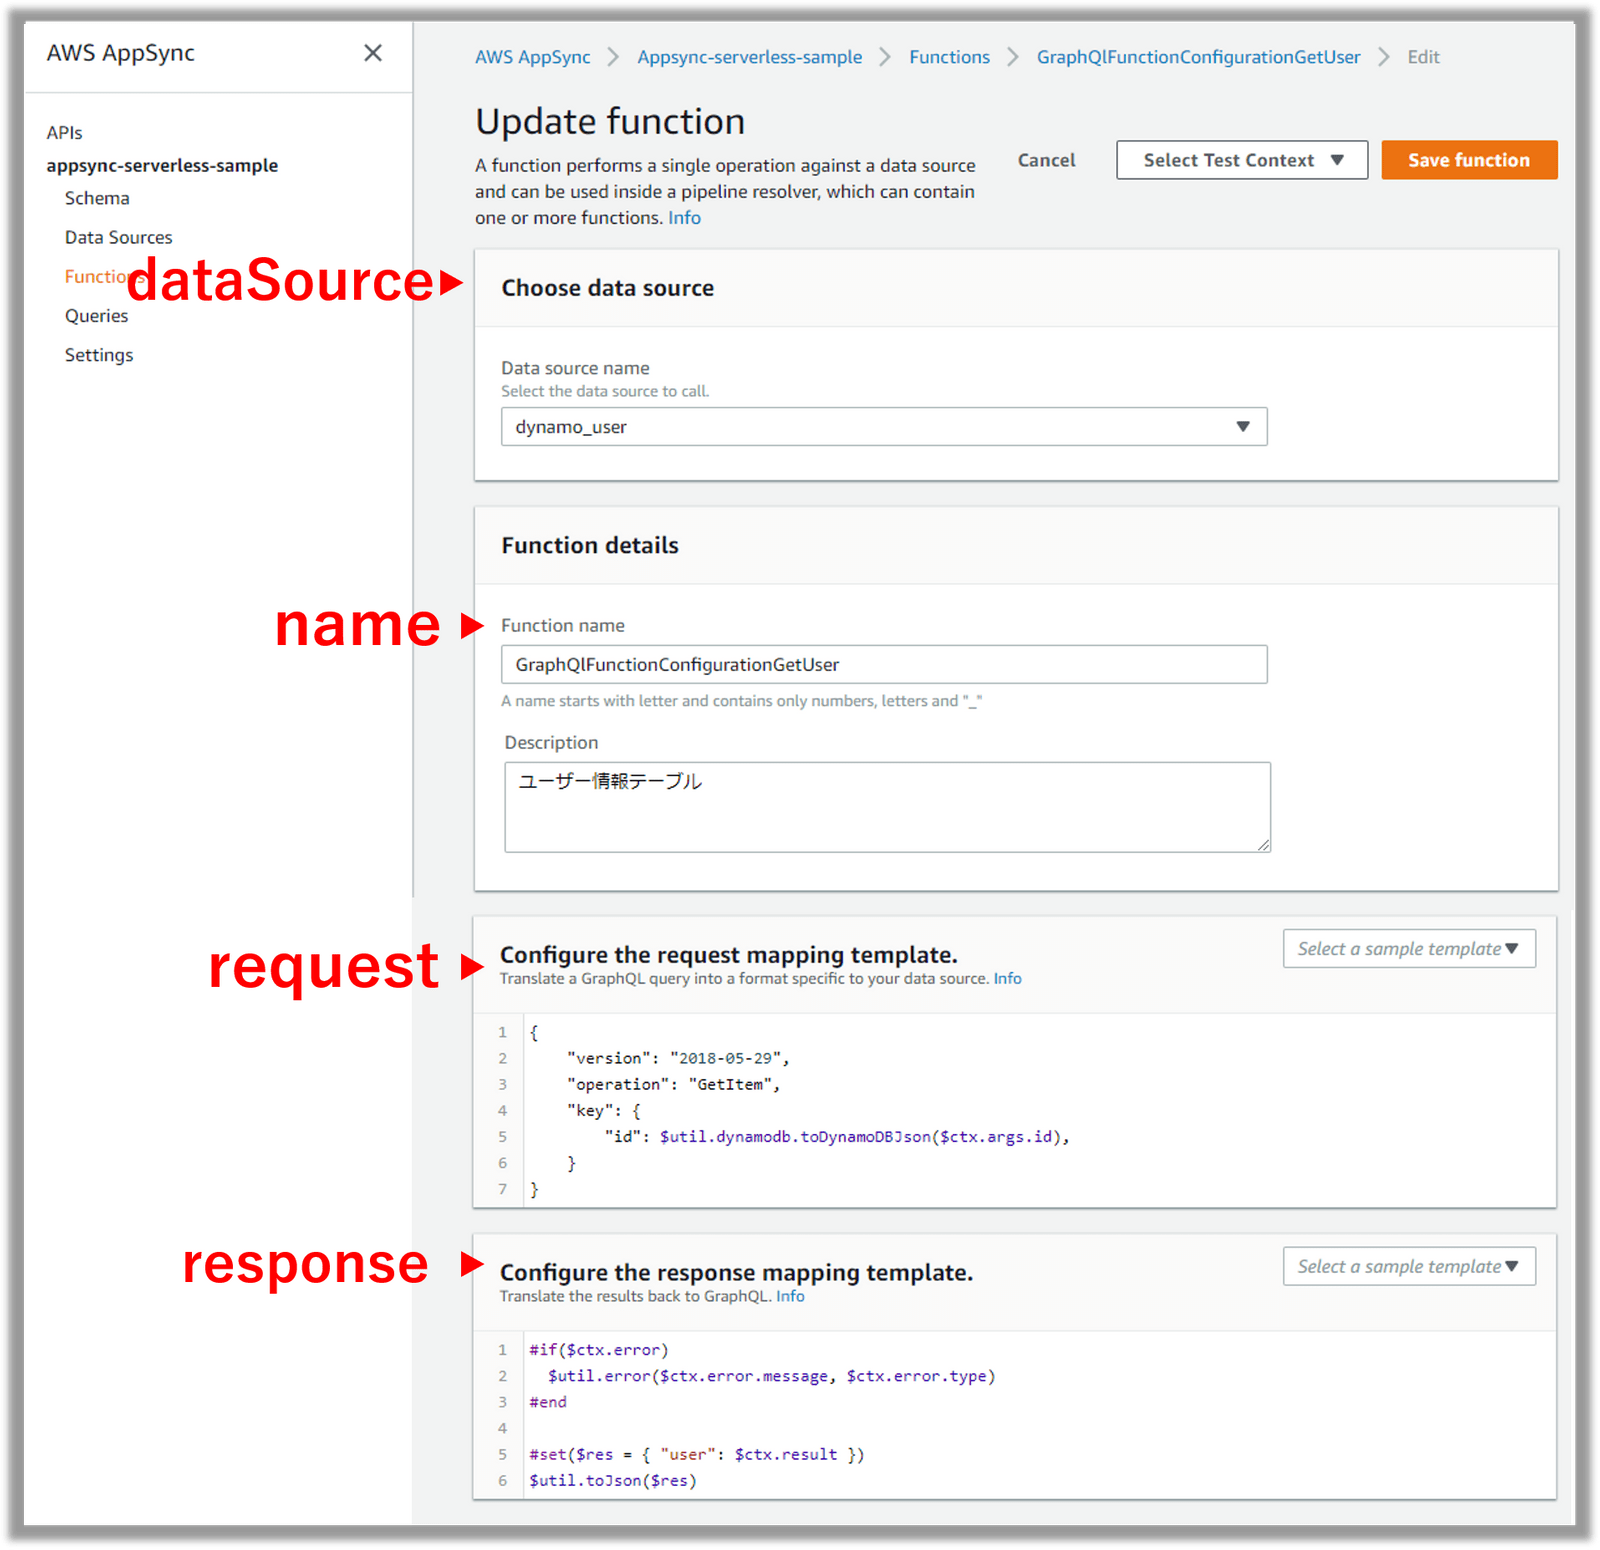 AWS AppSync
APIs
appsync-serverless-sample
Schema
Data Sources
Functions
Queries
Settings
AWS AppSync > Appsync-serverless-sample > Functions > GraphQlFunctionConfigurationGetUser > Edit
Update function
A function performs a single operation against a data source
and can be used inside a pipeline resolver, which can contain
one or more functions. Info
Cancel
Select Test Context
Save function
dataSource
Choose data source
Data source name
Select the data source to call.
dynamo_user
Function details
name
Function name
GraphQlFunctionConfigurationGetUser
A name starts with letter and contains only numbers, letters and "_"
Description
ユーザー情報テーブル
request
Configure the request mapping template.
Translate a GraphQL query into a format specific to your data source. Info
Select a sample template
1 {
2 "version": "2018-05-29",
3 "operation": "GetItem",
4 "key": {
5 "id": $util.dynamodb.toDynamoDBJson($ctx.args.id),
6 }
7 }
response
Configure the response mapping template.
Translate the results back to GraphQL. Info
Select a sample template
1 #if($ctx.error)
2 $util.error($ctx.error.message, $ctx.error.type)
3 #end
4
5 #set($res = { "user": $ctx.result })
6 $util.toJson($res)